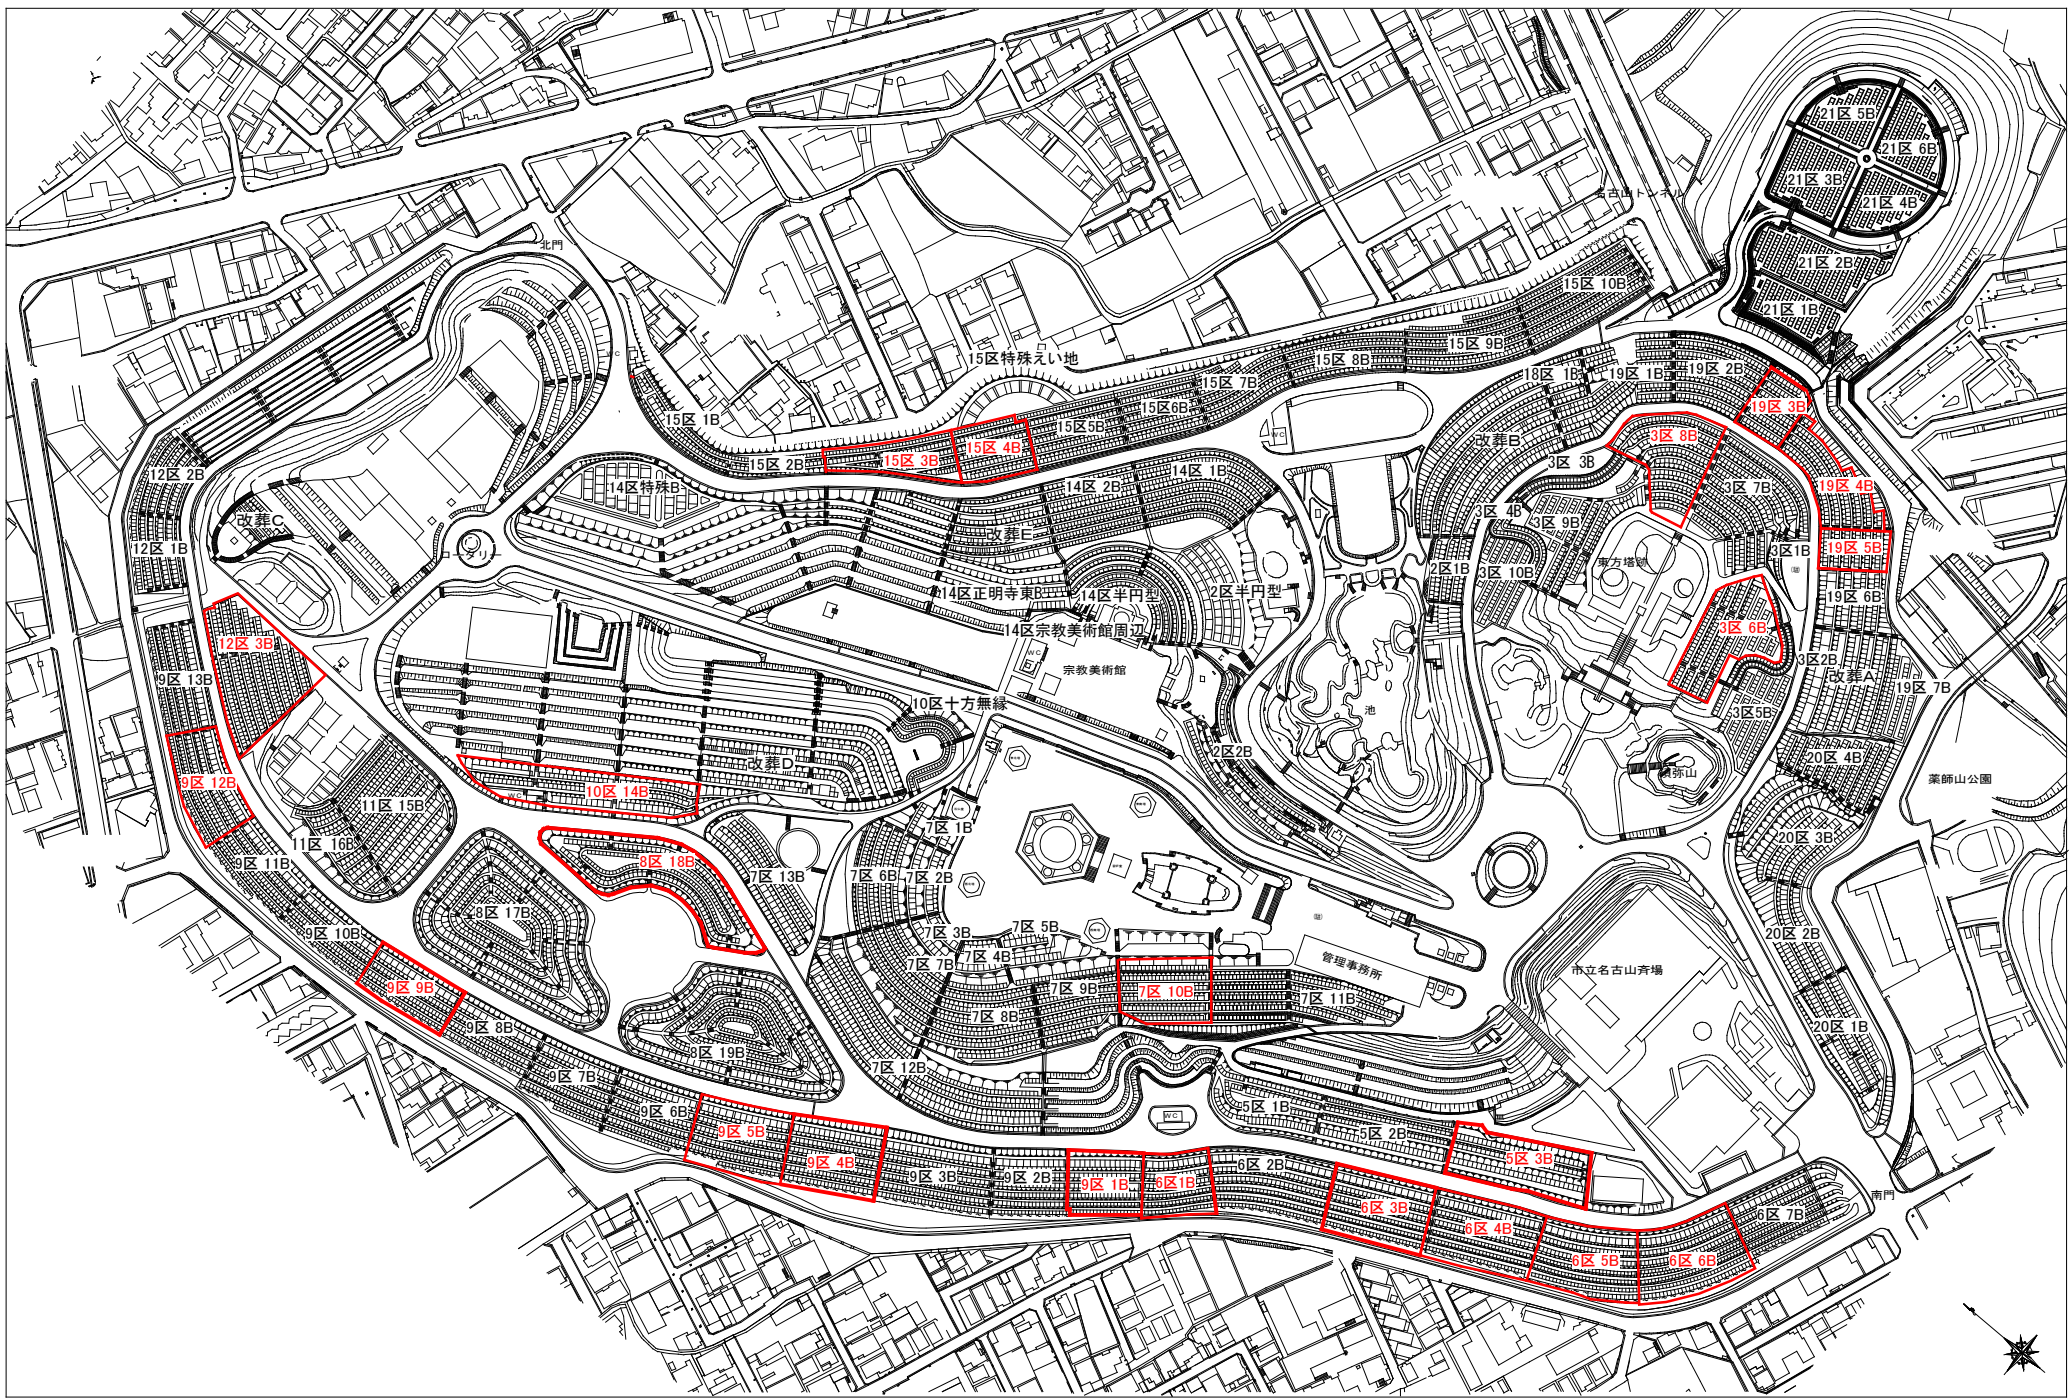 21区 5B
21区 6B
21区 3B
名古山トンネル
21区 4B
北門
21区 2B
15区 10B
21区 1B
15区 9B
15区特殊えい地
15区 8B
WC
18区 1B
19区 1B
19区 2B
15区 7B
15区6B
19区 3B
15区 1B
15区5B
WC
改葬B
3区 8B
15区 4B
15区 2B
15区 3B
3区 3B
14区 1B
12区 2B
14区特殊B
14区 2B
3区 7B
19区 4B
3区 4B
改葬C
3区 9B
改葬E
12区 1B
ロータリー
3区1B
19区 5B
東方塔跡
2区1B
3区 10B
14区正明寺東B
14区半円型
2区半円型
19区 6B
14区宗教美術館周辺
3区 6B
12区 3B
WC
宗教美術館
3区2B
改葬A
9区 13B
19区 7B
10区十方無縁
池
3区5B
2区2B
20区 4B
改葬D
須弥山
薬師山公園
9区 12B
10区 14B
WC
11区 15B
7区 1B
20区 3B
11区 16B
9区 11B
8区 18B
7区 13B
7区 6B
7区 2B
8区 17B
9区 10B
7区 3B
7区 5B
20区 2B
7区 4B
7区 7B
管理事務所
市立名古山斉場
9区 9B
7区 9B
7区 10B
7区 11B
7区 8B
9区 8B
20区 1B
8区 19B
7区 12B
9区 7B
9区 6B
5区 1B
WC
9区 5B
5区 2B
9区 4B
5区 3B
9区 3B
9区 2B
9区 1B
6区1B
6区 2B
南門
6区 3B
6区 4B
6区 7B
6区 5B
6区 6B